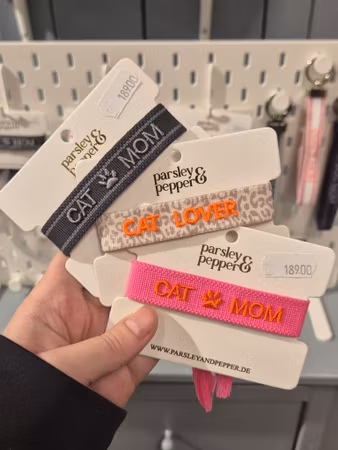 189.00
parsley
pepper&
CAT MOM
parsley
pepper&
CAT LOVER
parsley
pepper&
189.00
CAT MOM
WWW.PARSLEYANDPEPPER.DE